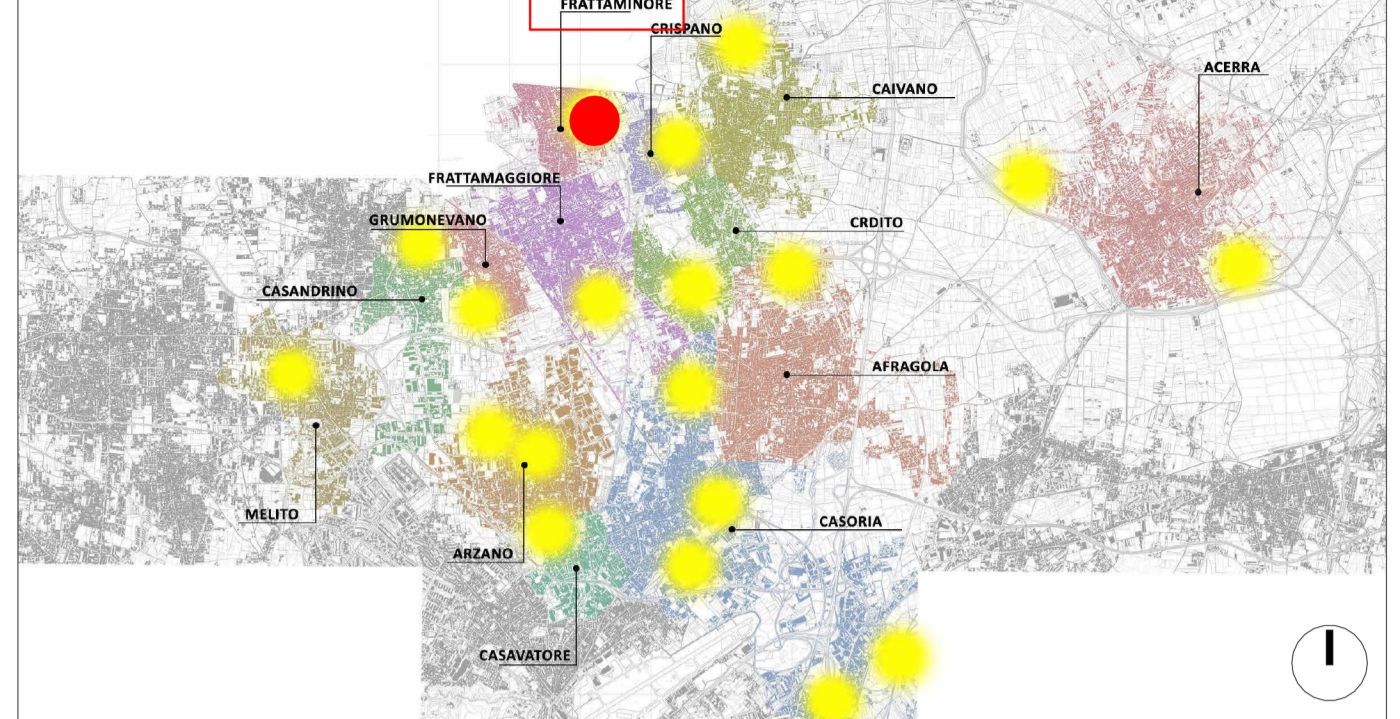 FRATTAMINORE
CRISPANO
ACERRA
CAIVANO
FRATTAMAGGIORE
GRUMONEVANO
CRDITO
CASANDRINO
AFRAGOLA
MELITO
CASORIA
ARZANO
CASAVATORE